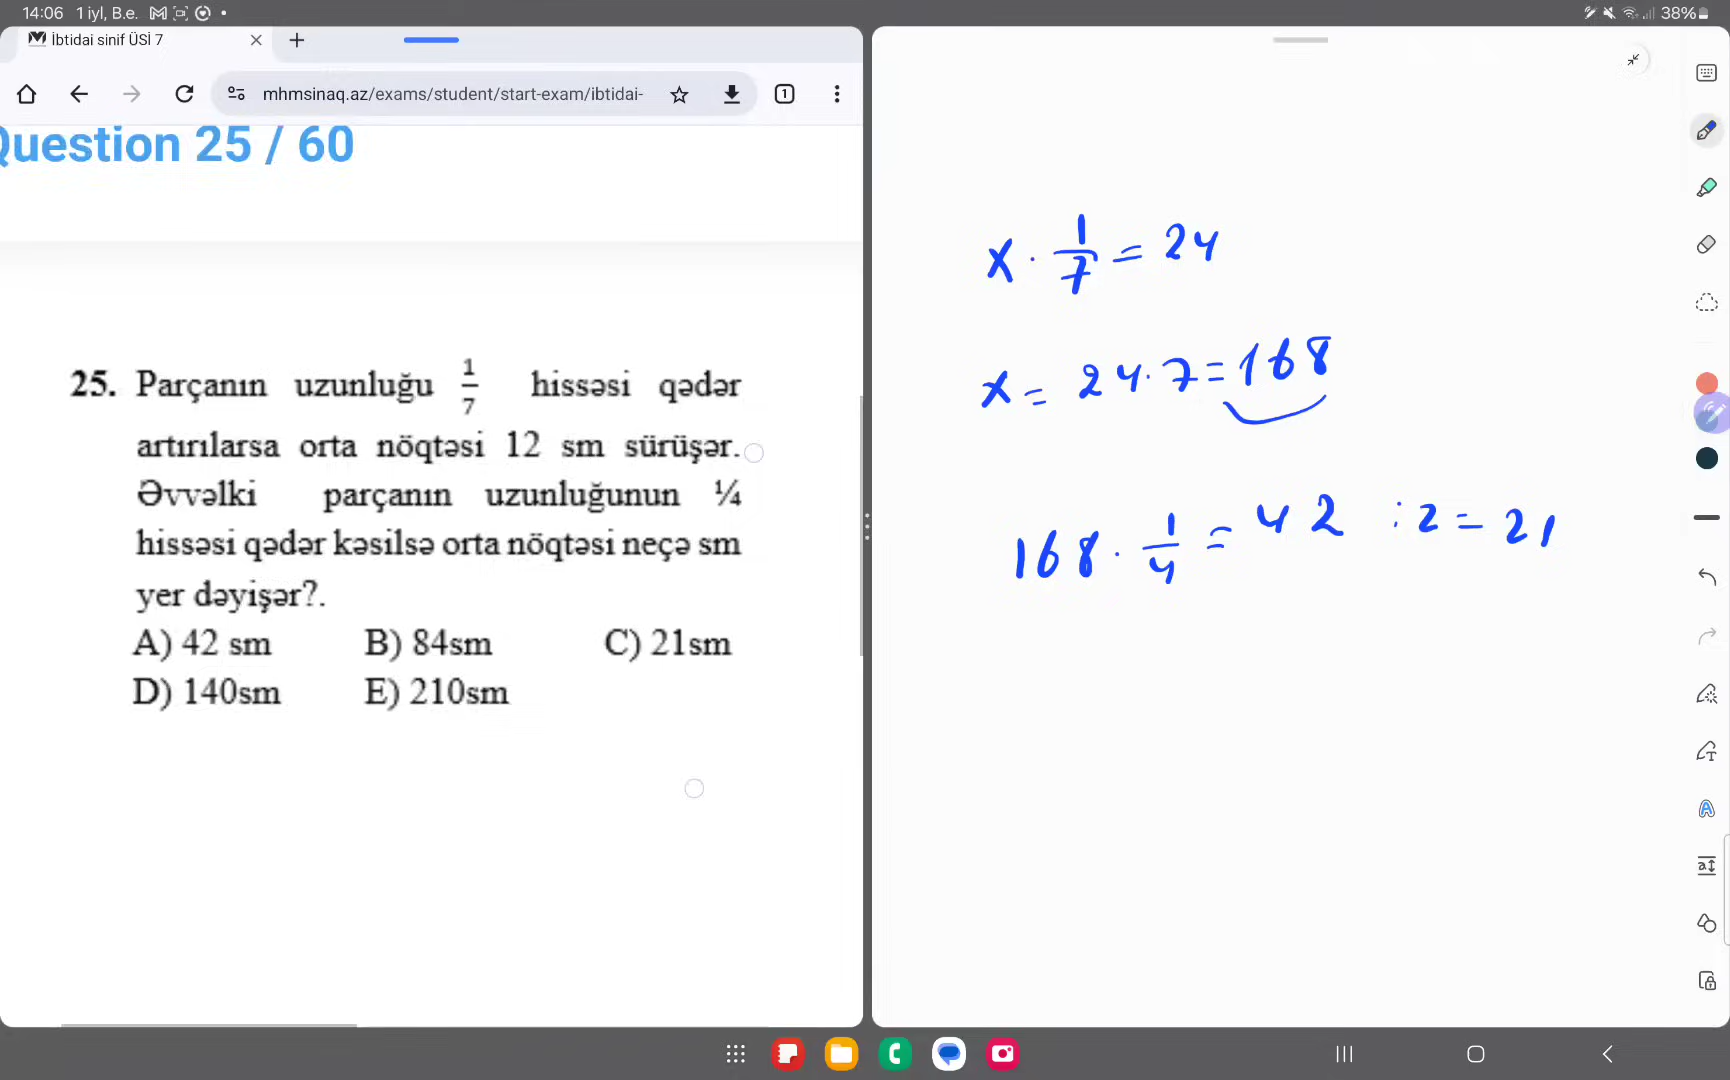 14:06 1 iyl, B.e.
38%
İbtidai sinif ÜSİ 7
mhmsinaq.az/exams/student/start-exam/ibtidai-
1
Question 25 / 60
25. Parçanın uzunluğu 1/7 hissəsi qədər
artırılarsa orta nöqtəsi 12 sm sürüşər.
Əvvəlki parçanın uzunluğunun ¼
hissəsi qədər kəsilsə orta nöqtəsi neçə sm
yer dəyişər?.
A) 42 sm B) 84sm C) 21sm
D) 140sm E) 210sm
x · 1/7 = 24
x = 24 · 7 = 168
168 · 1/4 = 42 : 2 = 21